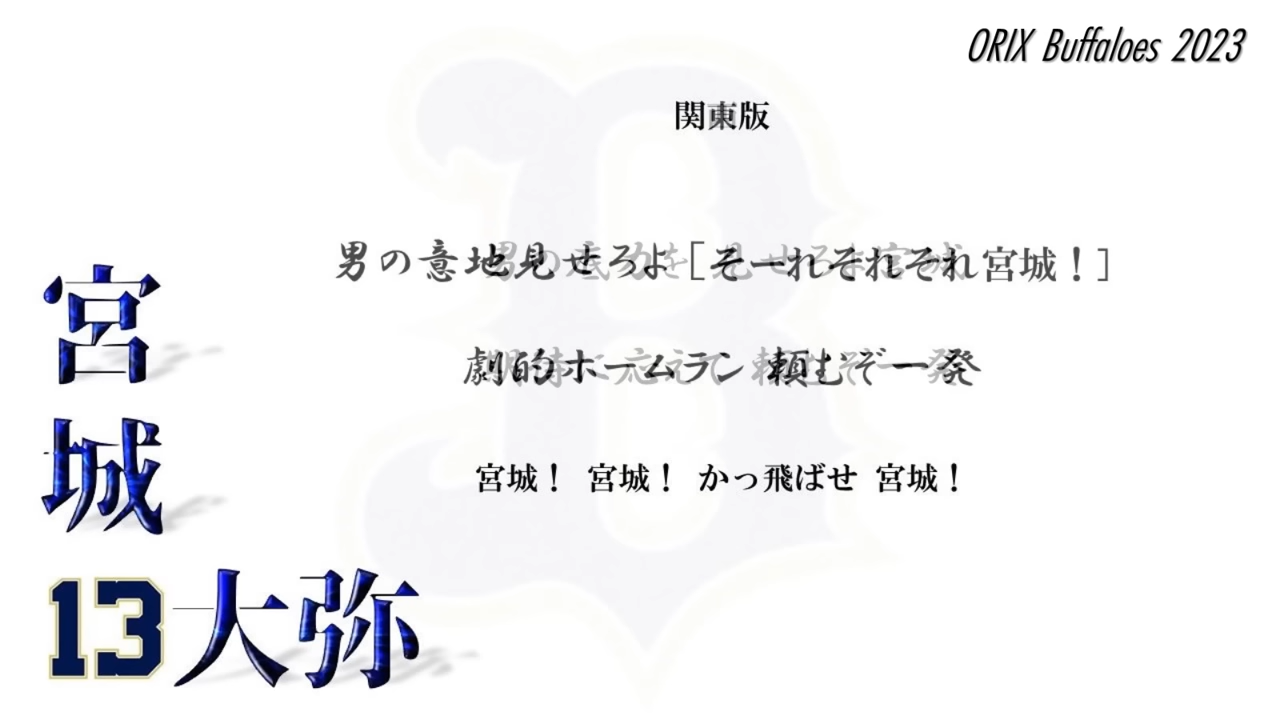 ORIX Buffaloes 2023
関東版
男の意地見せろよ［そーれそれそれ宮城！］
劇的ホームラン 頼むぞ一発
宮城！ 宮城！ かっ飛ばせ 宮城！
宮城
13 大弥